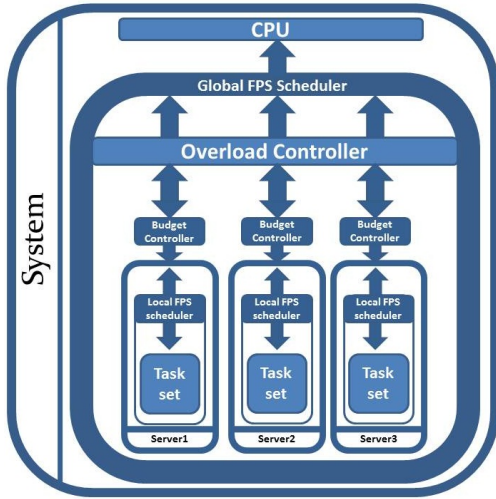 CPU
Global FPS Scheduler
Overload Controller
System
Budget
Controller
Budget
Controller
Budget
Controller
Local FPS
scheduler
Local FPS
scheduler
Local FPS
scheduler
Task
set
Task
set
Task
set
Server1
Server2
Server3